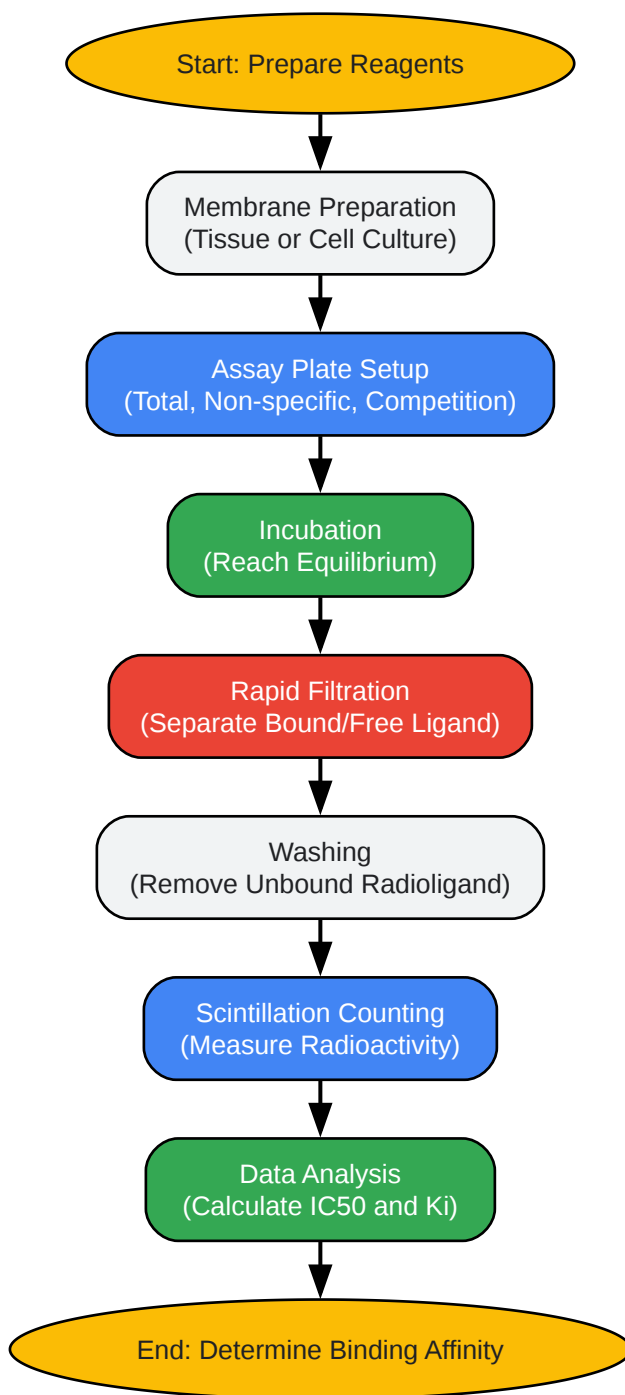 Start: Prepare Reagents
Membrane Preparation
(Tissue or Cell Culture)
Assay Plate Setup
(Total, Non-specific, Competition)
Incubation
(Reach Equilibrium)
Rapid Filtration
(Separate Bound/Free Ligand)
Washing
(Remove Unbound Radioligand)
Scintillation Counting
(Measure Radioactivity)
Data Analysis
(Calculate IC50 and Ki)
End: Determine Binding Affinity